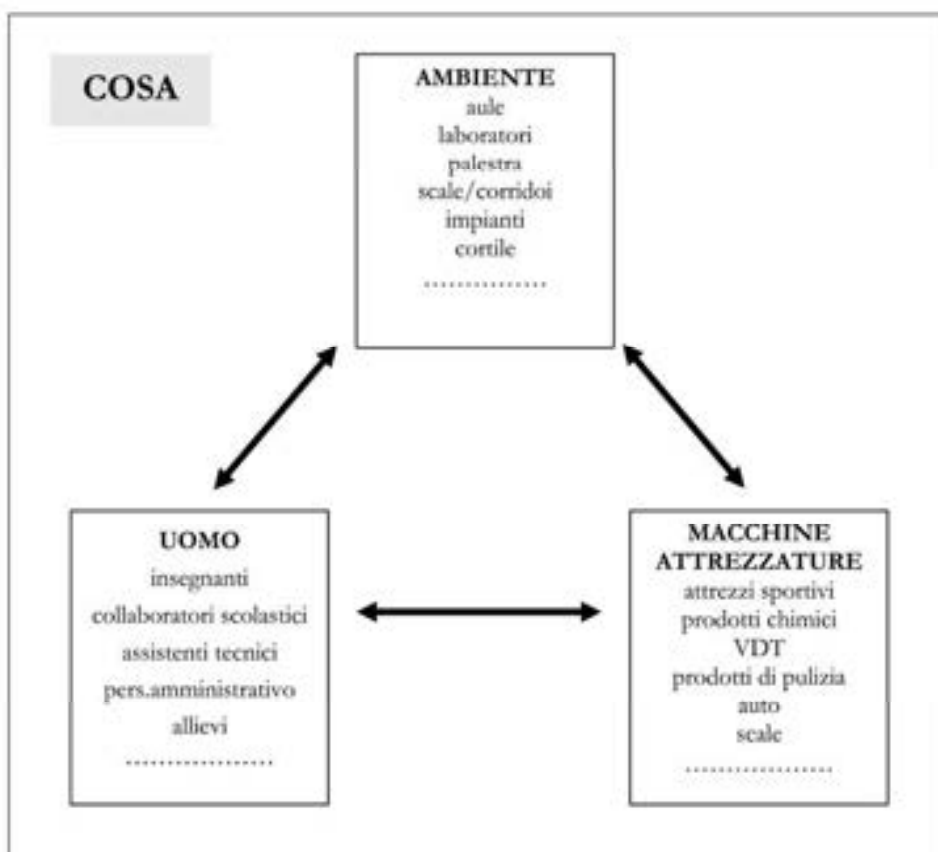 COSA
AMBIENTE
aule
laboratori
palestra
scale/corridoi
impianti
cortile
...............
UOMO
insegnanti
collaboratori scolastici
assistenti tecnici
pers.amministrativo
allievi
..................
MACCHINE
ATTREZZATURE
attrezzi sportivi
prodotti chimici
VDT
prodotti di pulizia
auto
scale
..................